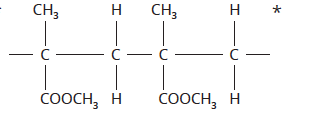 CH₃ H CH₃ H *
— C — C — C — C —
COOCH₃ H COOCH₃ H